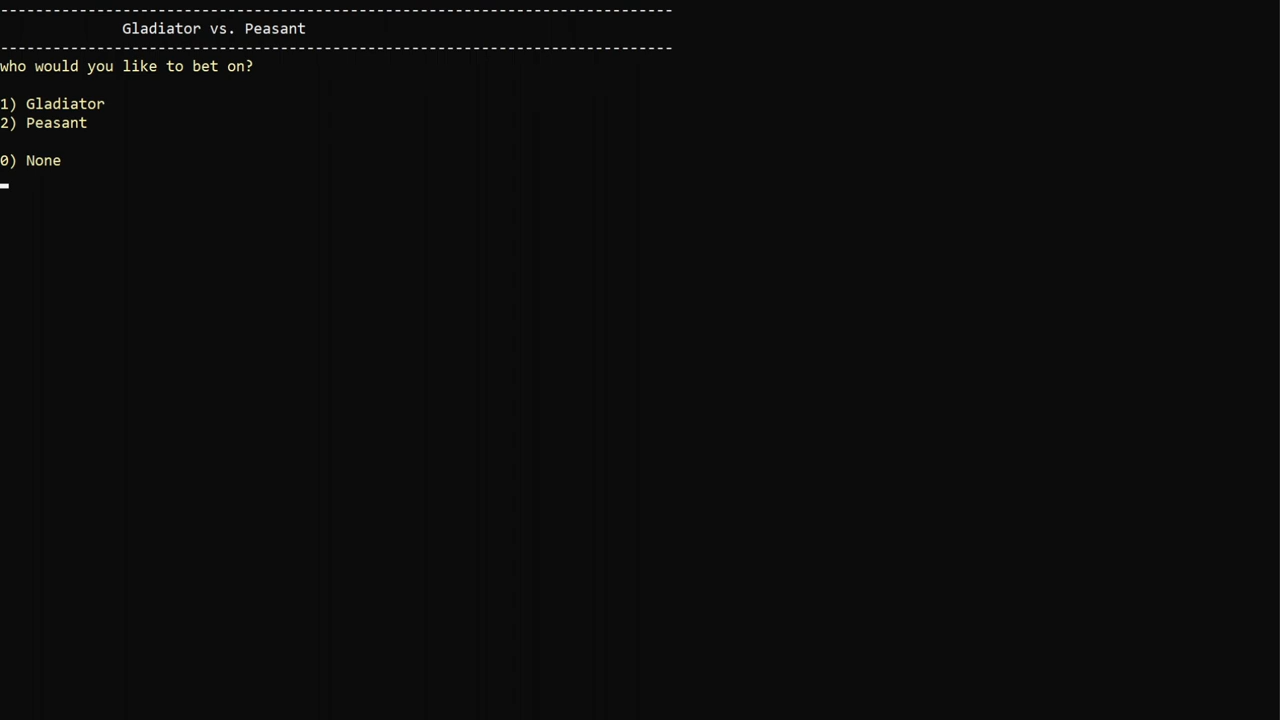 -----------------------------------------------------------------------------
Gladiator vs. Peasant
-----------------------------------------------------------------------------
who would you like to bet on?
1) Gladiator
2) Peasant
0) None